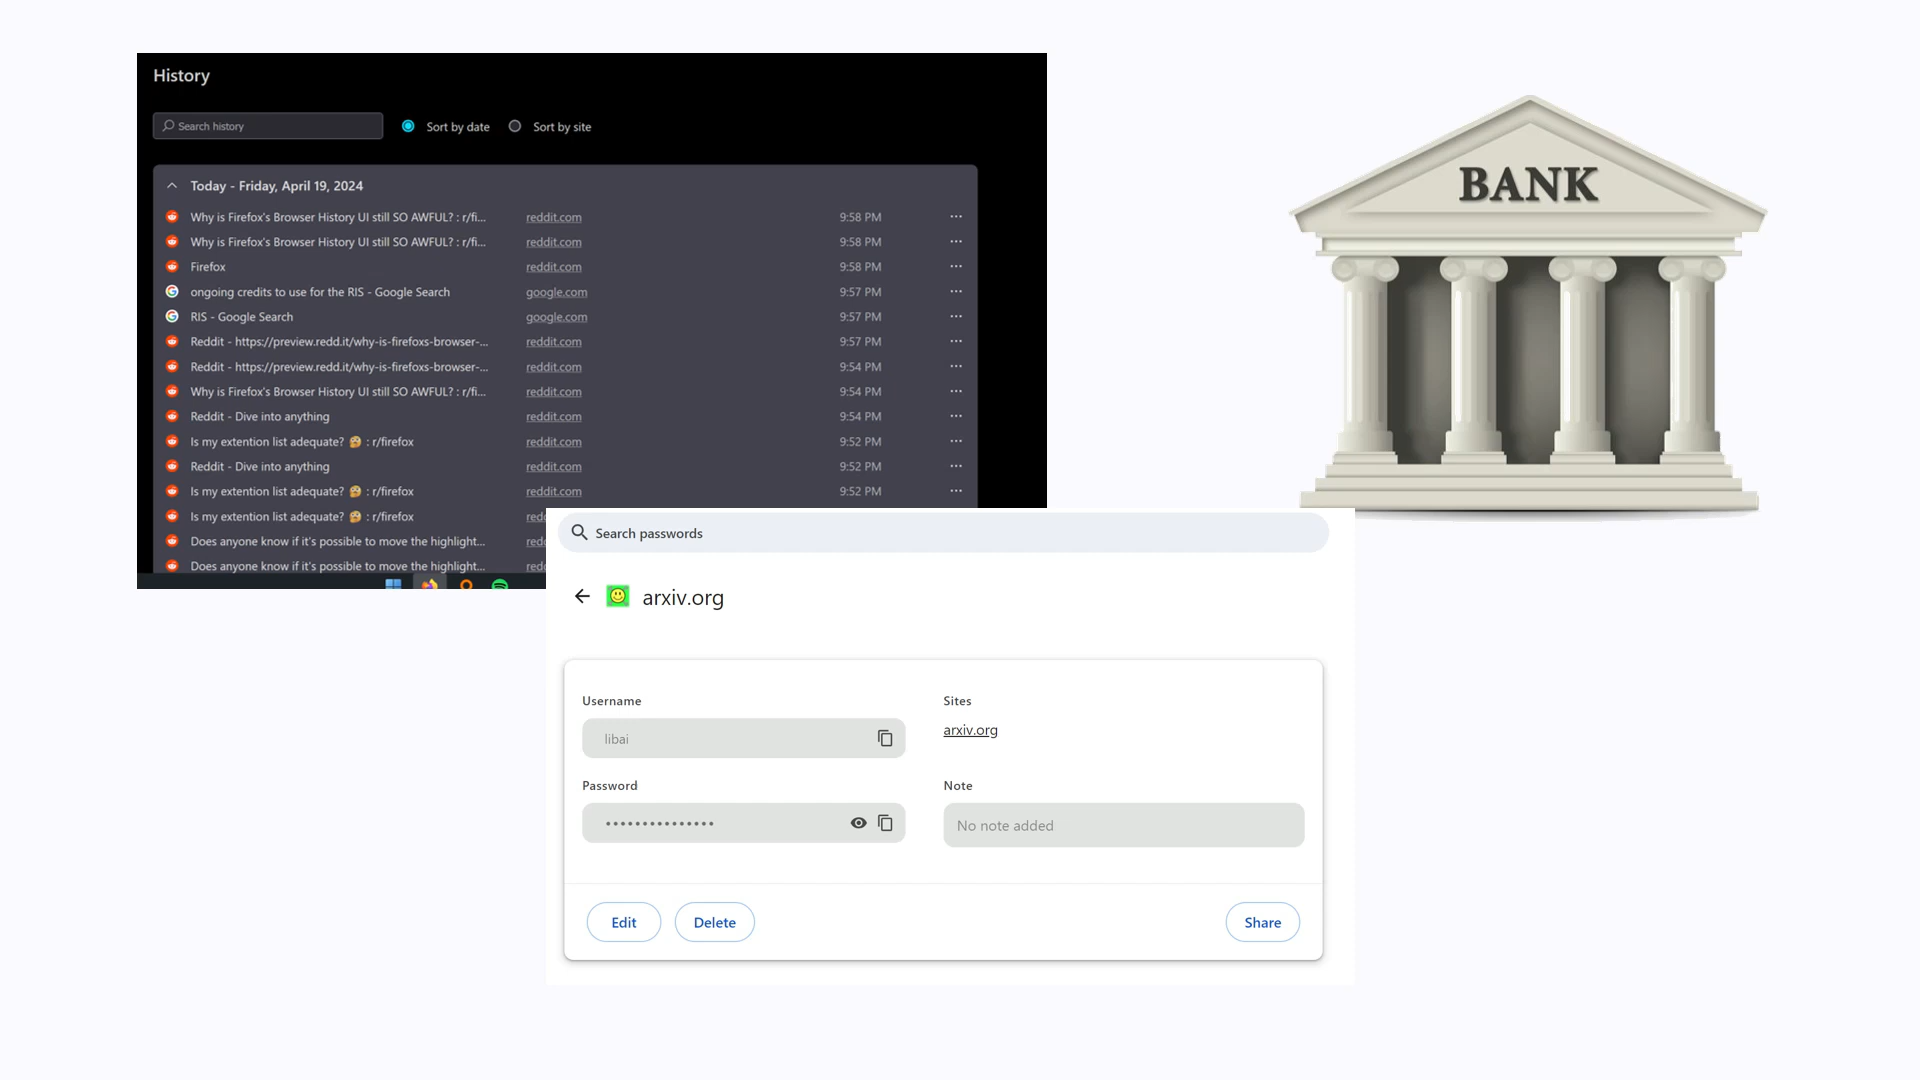 History
Search history
Sort by date
Sort by site
Today - Friday, April 19, 2024
Why is Firefox's Browser History UI still SO AWFUL? : r/fi... reddit.com 9:58 PM
Why is Firefox's Browser History UI still SO AWFUL? : r/fi... reddit.com 9:58 PM
Firefox reddit.com 9:58 PM
ongoing credits to use for the RIS - Google Search google.com 9:57 PM
RIS - Google Search google.com 9:57 PM
Reddit - https://preview.redd.it/why-is-firefoxs-browser-... reddit.com 9:57 PM
Reddit - https://preview.redd.it/why-is-firefoxs-browser-... reddit.com 9:54 PM
Why is Firefox's Browser History UI still SO AWFUL? : r/fi... reddit.com 9:54 PM
Reddit - Dive into anything reddit.com 9:54 PM
Is my extention list adequate? 🤔 : r/firefox reddit.com 9:52 PM
Reddit - Dive into anything reddit.com 9:52 PM
Is my extention list adequate? 🤔 : r/firefox reddit.com 9:52 PM
Is my extention list adequate? 🤔 : r/firefox redd
Does anyone know if it's possible to move the highlight... redd
Does anyone know if it's possible to move the highlight... redd
BANK
Search passwords
arxiv.org
Username
libai
Sites
arxiv.org
Password
•••••••••••••••
Note
No note added
Edit
Delete
Share